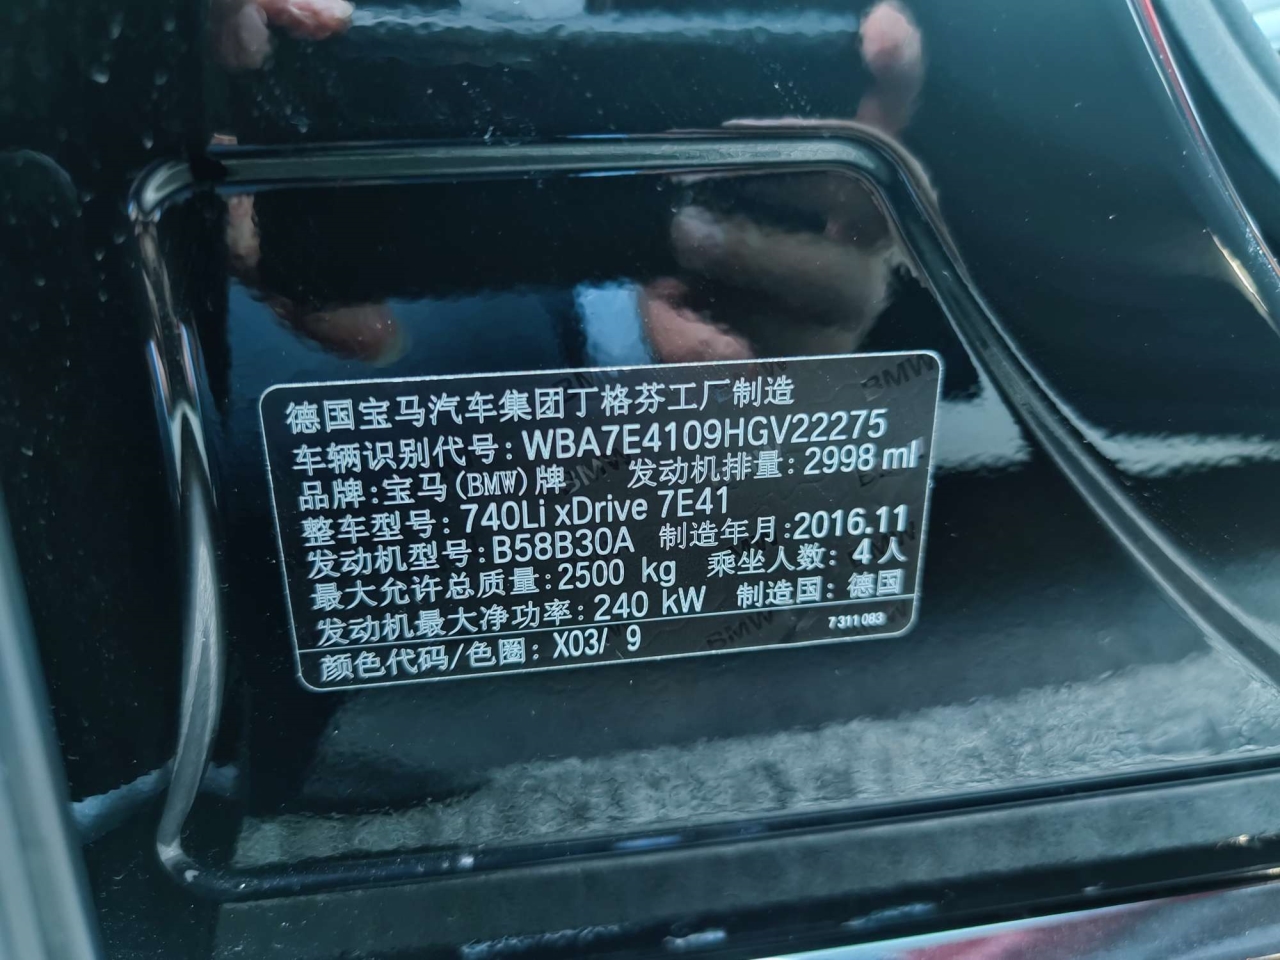 德国宝马汽车集团丁格芬工厂制造
车辆识别代号: WBA7E4109HGV22275
品牌:宝马(BMW)牌 发动机排量: 2998 ml
整车型号: 740Li xDrive 7E41
发动机型号: B58B30A 制造年月:2016.11
最大允许总质量:2500 kg 乘坐人数: 4 人
发动机最大净功率: 240 kW 制造国: 德国
颜色代码/色圈: X03/ 9 7311083